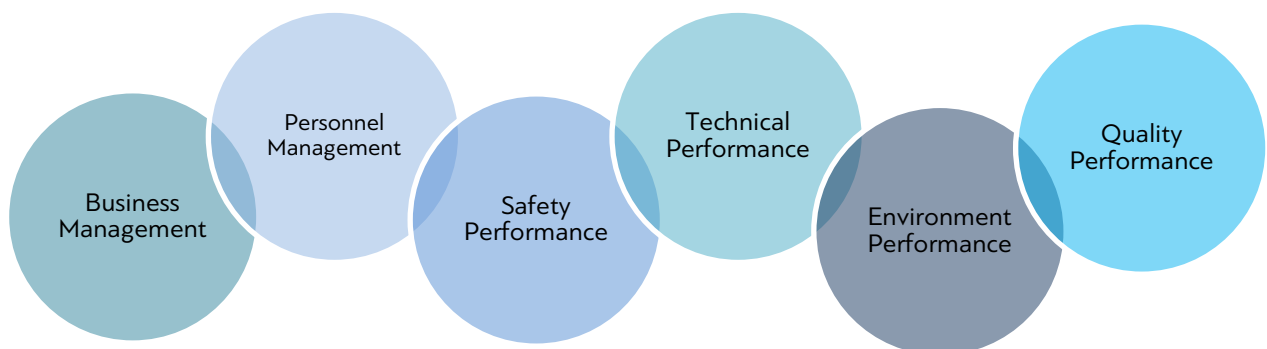 Business
Management
Personnel
Management
Safety
Performance
Technical
Performance
Environment
Performance
Quality
Performance